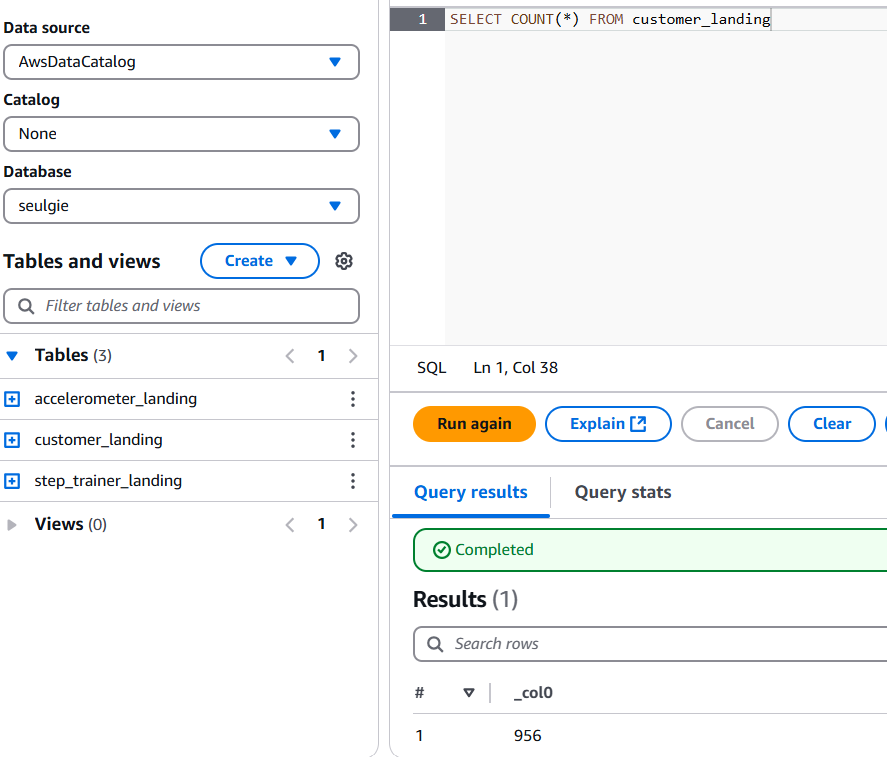 Data source
AwsDataCatalog
Catalog
None
Database
seulgie
Tables and views
Create
Filter tables and views
Tables (3)
1
accelerometer_landing
customer_landing
step_trainer_landing
Views (0)
1
1 SELECT COUNT(*) FROM customer_landing
SQL Ln 1, Col 38
Run again Explain Cancel Clear
Query results Query stats
Completed
Results (1)
Search rows
# _col0
1 956